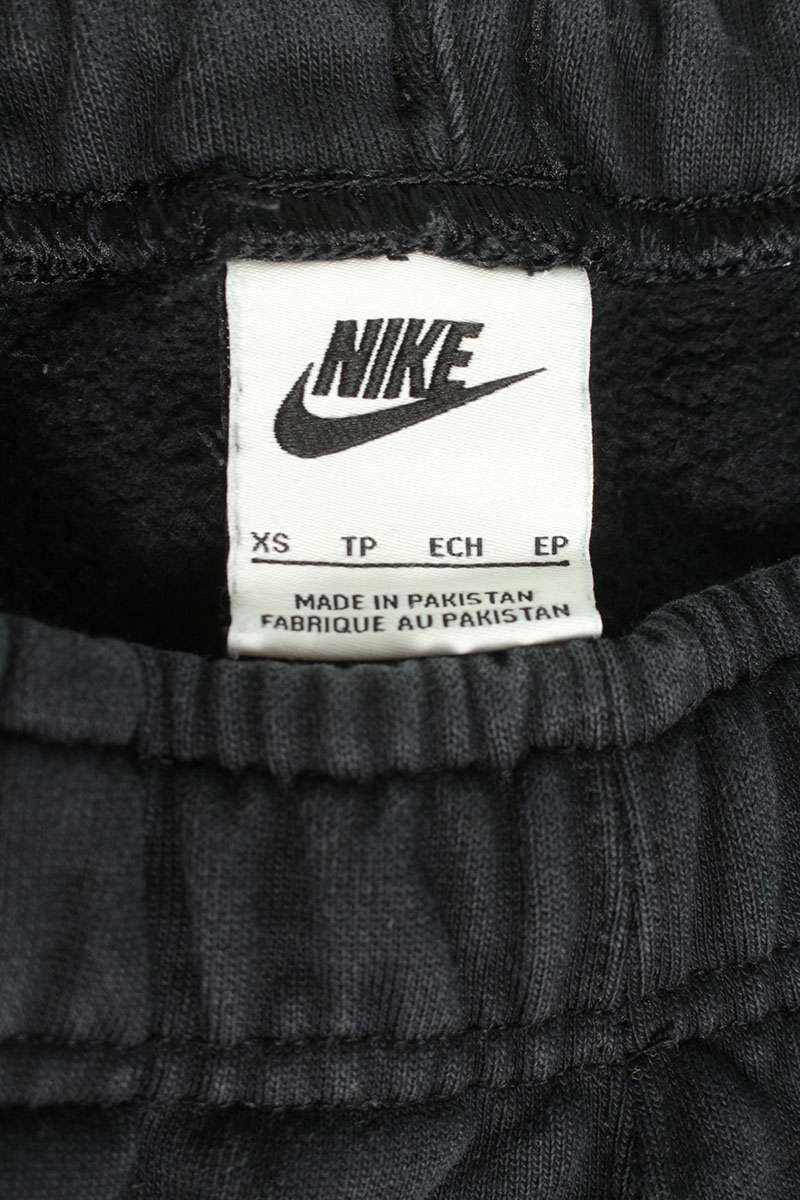 NIKE
XS TP ECH EP
MADE IN PAKISTAN
FABRIQUE AU PAKISTAN